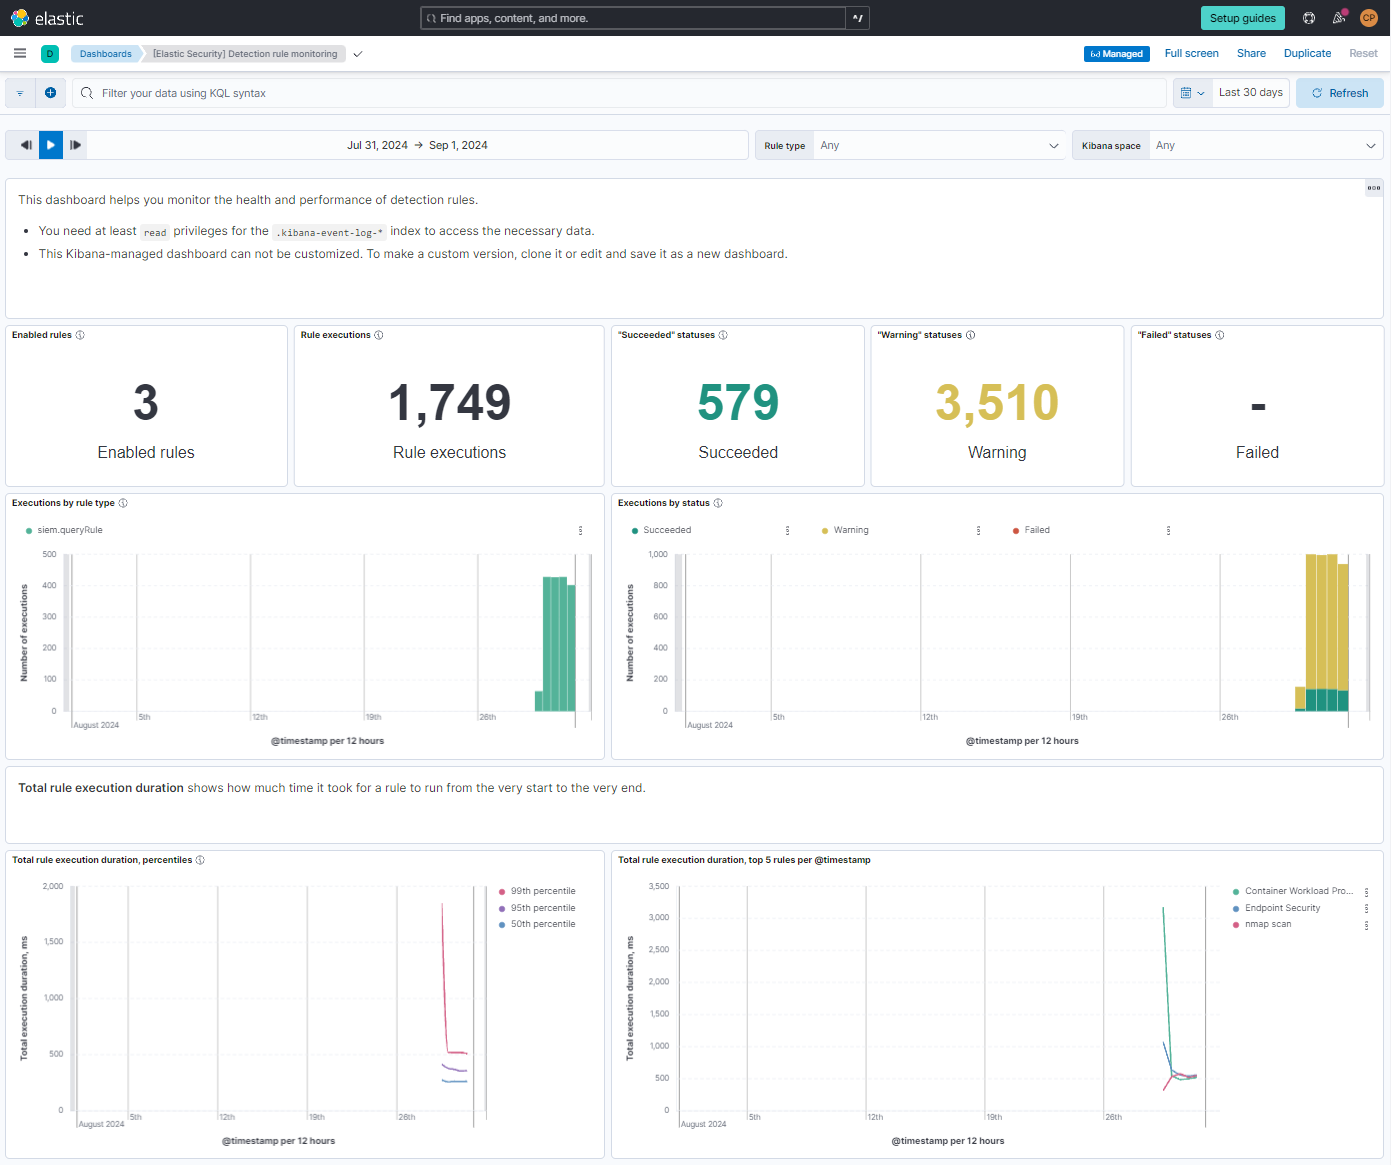 elastic
Find apps, content, and more.
^/
Setup guides
CP
D
Dashboards
[Elastic Security] Detection rule monitoring
Managed
Full screen
Share
Duplicate
Reset
Filter your data using KQL syntax
Last 30 days
Refresh
Jul 31, 2024 → Sep 1, 2024
Rule type
Any
Kibana space
Any
This dashboard helps you monitor the health and performance of detection rules.
• You need at least read privileges for the .kibana-event-log-* index to access the necessary data.
• This Kibana-managed dashboard can not be customized. To make a custom version, clone it or edit and save it as a new dashboard.
Enabled rules
3
Enabled rules
Rule executions
1,749
Rule executions
"Succeeded" statuses
579
Succeeded
"Warning" statuses
3,510
Warning
"Failed" statuses
-
Failed
Executions by rule type
siem.queryRule
Number of executions
500
400
300
200
100
0
August 2024
5th
12th
19th
26th
@timestamp per 12 hours
Executions by status
Succeeded
Warning
Failed
Number of executions
1,000
800
600
400
200
0
August 2024
5th
12th
19th
26th
@timestamp per 12 hours
Total rule execution duration shows how much time it took for a rule to run from the very start to the very end.
Total rule execution duration, percentiles
99th percentile
95th percentile
50th percentile
Total execution duration, ms
2,000
1,500
1,000
500
0
August 2024
5th
12th
19th
26th
@timestamp per 12 hours
Total rule execution duration, top 5 rules per @timestamp
Container Workload Pro...
Endpoint Security
nmap scan
Total execution duration, ms
3,500
3,000
2,500
2,000
1,500
1,000
500
0
August 2024
5th
12th
19th
26th
@timestamp per 12 hours